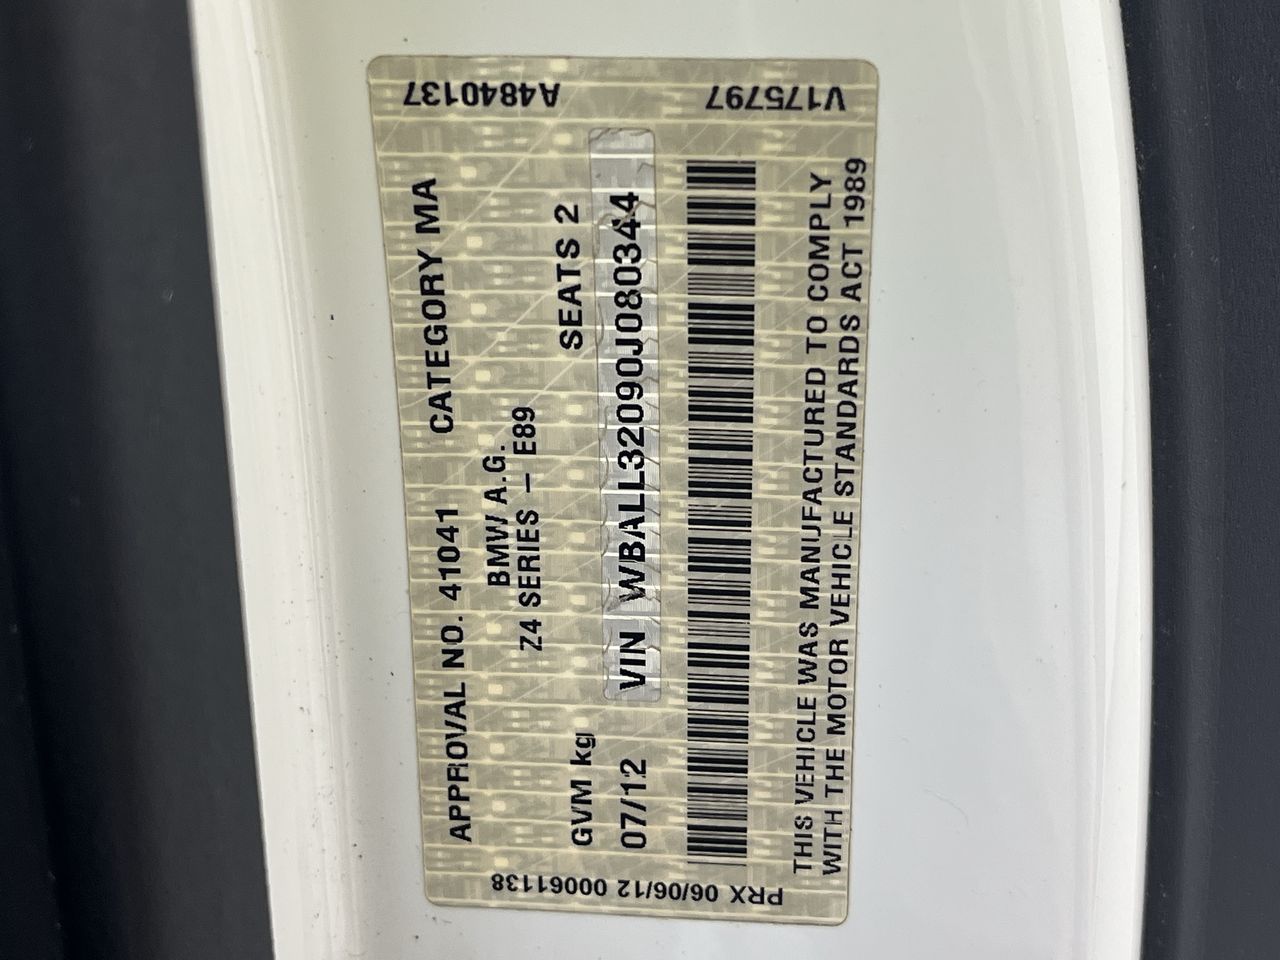 A4840137
V175797
APPROVAL NO. 41041 CATEGORY MA
BMW A.G.
Z4 SERIES – E89
GVM kg SEATS 2
07/12 VIN WBALL3209OJ080344
THIS VEHICLE WAS MANUFACTURED TO COMPLY
WITH THE MOTOR VEHICLE STANDARDS ACT 1989
PRX 06/06/12 00061138